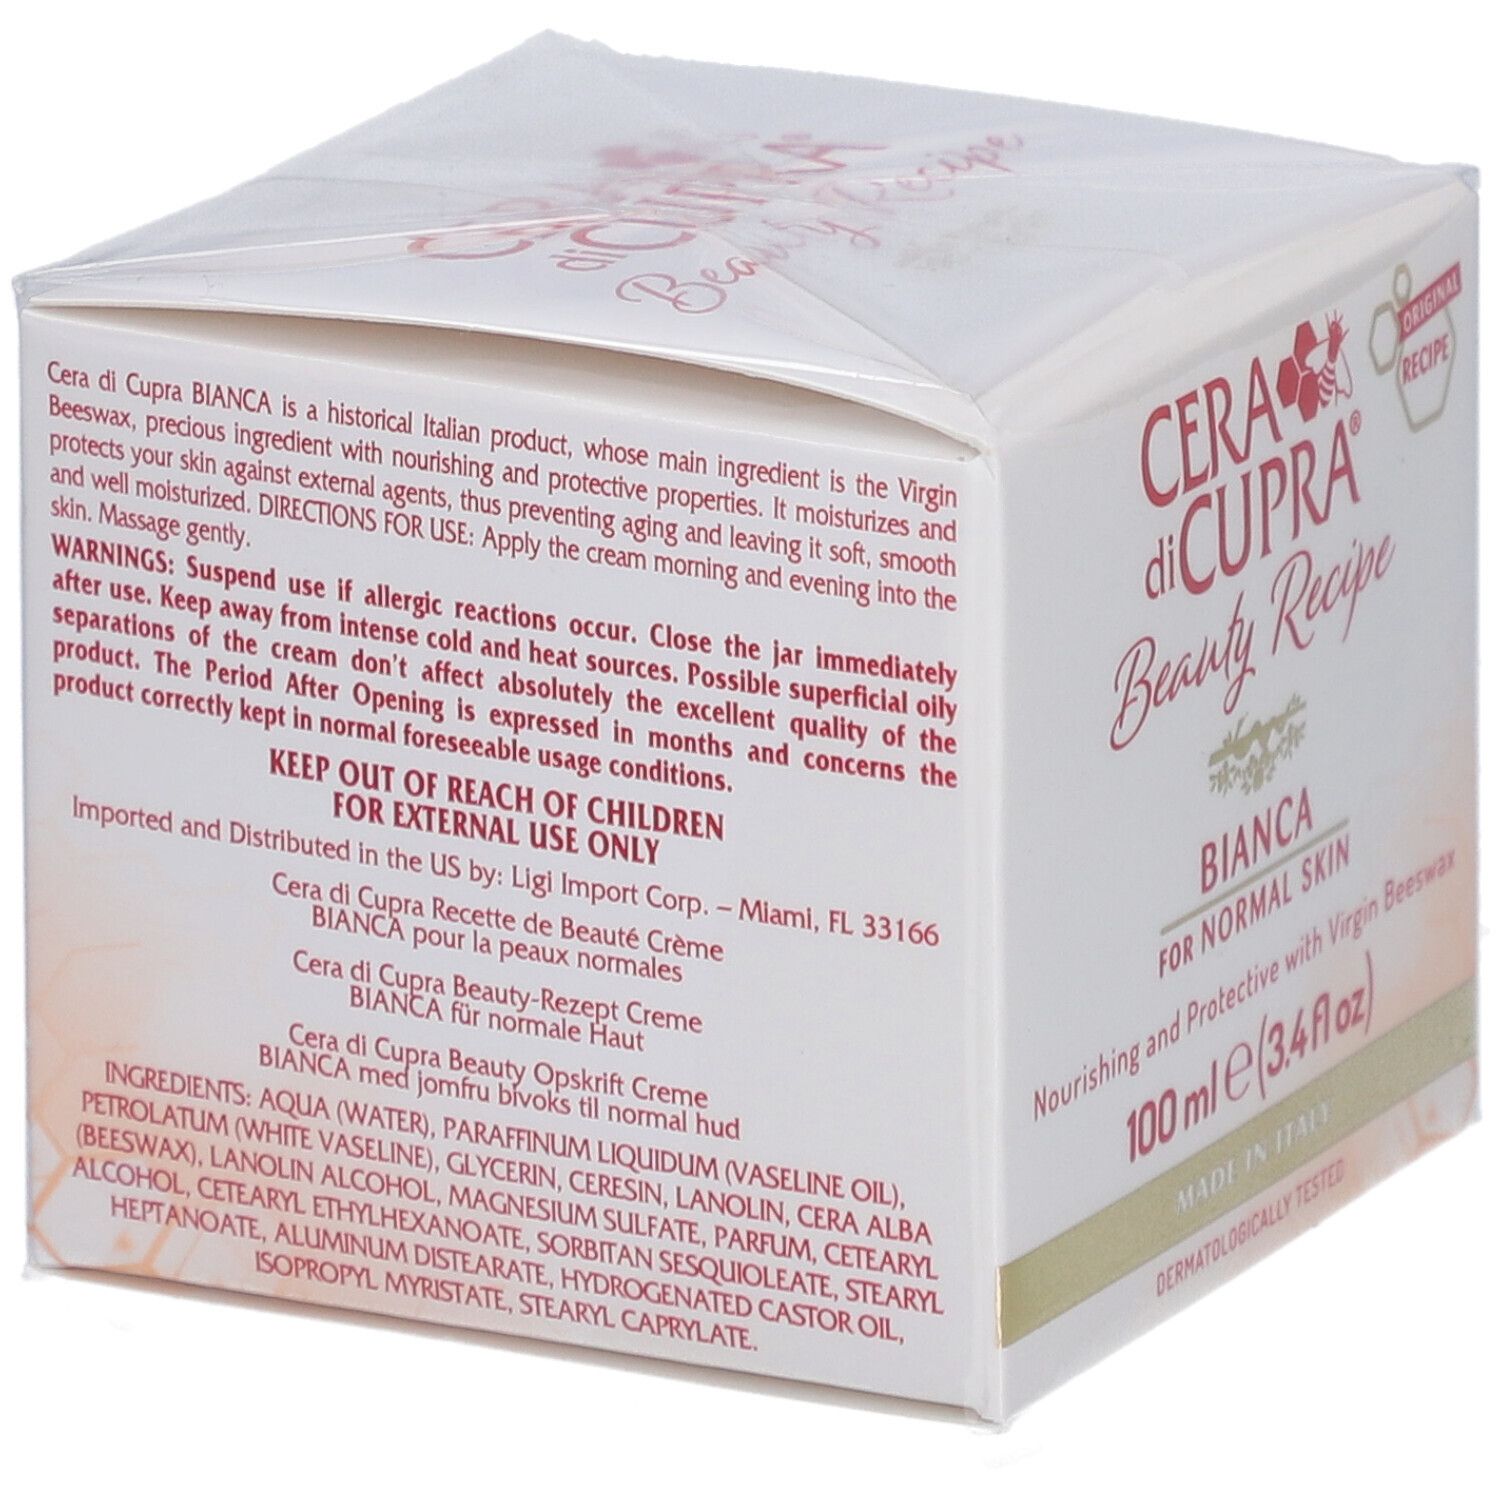 CERA
di CUPRA®
Beauty Recipe
Cera di Cupra BIANCA is a historical Italian product, whose main ingredient is the Virgin
Beeswax, precious ingredient with nourishing and protective properties. It moisturizes and
protects your skin against external agents, thus preventing aging and leaving it soft, smooth
and well moisturized. DIRECTIONS FOR USE: Apply the cream morning and evening into the
skin. Massage gently.
WARNINGS: Suspend use if allergic reactions occur. Close the jar immediately
after use. Keep away from intense cold and heat sources. Possible superficial oily
separations of the cream don't affect absolutely the excellent quality of the
product. The Period After Opening is expressed in months and concerns the
product correctly kept in normal foreseeable usage conditions.
KEEP OUT OF REACH OF CHILDREN
FOR EXTERNAL USE ONLY
Imported and Distributed in the US by: Ligi Import Corp. – Miami, FL 33166
Cera di Cupra Recette de Beauté Crème
BIANCA pour la peaux normales
Cera di Cupra Beauty-Rezept Creme
BIANCA für normale Haut
Cera di Cupra Beauty Opskrift Creme
BIANCA med jomfru bivoks til normal hud
INGREDIENTS: AQUA (WATER), PARAFFINUM LIQUIDUM (VASELINE OIL),
PETROLATUM (WHITE VASELINE), GLYCERIN, CERESIN, LANOLIN, CERA ALBA
(BEESWAX), LANOLIN ALCOHOL, MAGNESIUM SULFATE, PARFUM, CETEARYL
ALCOHOL, CETEARYL ETHYLHEXANOATE, SORBITAN SESQUIOLEATE, STEARYL
HEPTANOATE, ALUMINUM DISTEARATE, HYDROGENATED CASTOR OIL,
ISOPROPYL MYRISTATE, STEARYL CAPRYLATE.
ORIGINAL
RECIPE
CERA
di CUPRA®
Beauty Recipe
BIANCA
FOR NORMAL SKIN
Nourishing and Protective with Virgin Beeswax
100 ml e (3.4 fl oz)
MADE IN ITALY
DERMATOLOGICALLY TESTED